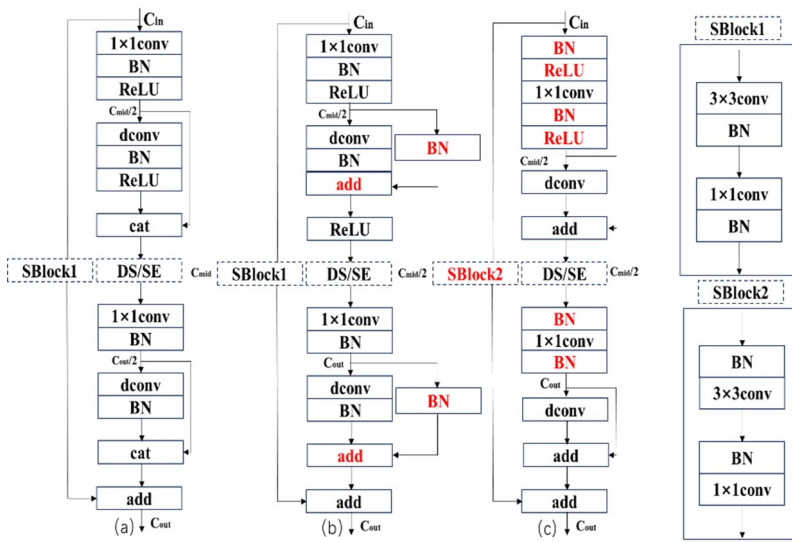 Cin
1×1conv
BN
ReLU
Cmid/2
dconv
BN
ReLU
cat
SBlock1
DS/SE
Cmid
1×1conv
BN
Cout/2
dconv
BN
cat
add
(a)
Cout
Cin
1×1conv
BN
ReLU
Cmid/2
dconv
BN
BN
add
ReLU
SBlock1
DS/SE
Cmid/2
1×1conv
BN
Cout
dconv
BN
BN
add
add
(b)
Cout
Cin
BN
ReLU
1×1conv
BN
ReLU
Cmid/2
dconv
add
SBlock2
DS/SE
Cmid/2
BN
1×1conv
BN
Cout
dconv
add
add
(c)
Cout
SBlock1
3×3conv
BN
1×1conv
BN
SBlock2
BN
3×3conv
BN
1×1conv